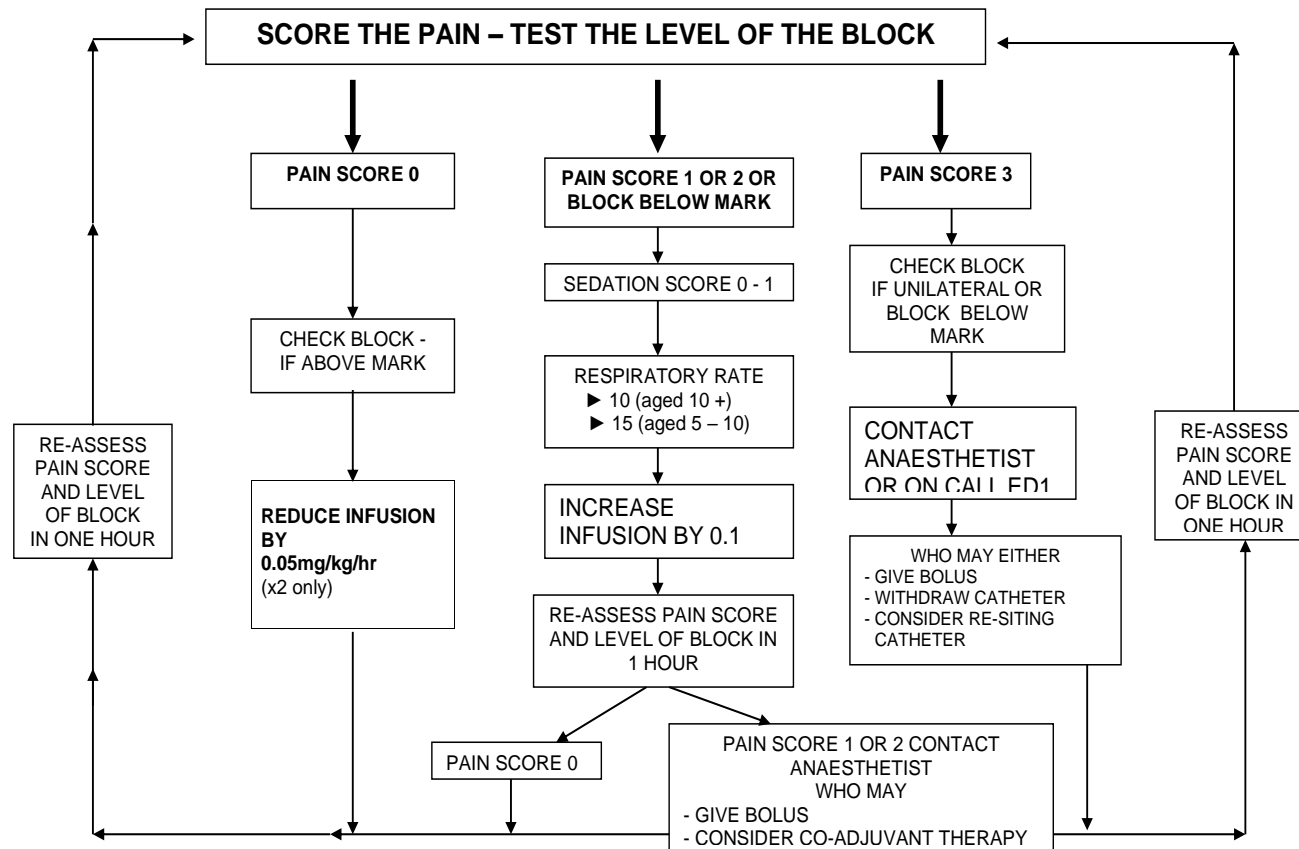 SCORE THE PAIN – TEST THE LEVEL OF THE BLOCK
PAIN SCORE 0
CHECK BLOCK -
IF ABOVE MARK
REDUCE INFUSION
BY
0.05mg/kg/hr
(x2 only)
PAIN SCORE 1 OR 2 OR
BLOCK BELOW MARK
SEDATION SCORE 0 - 1
RESPIRATORY RATE
► 10 (aged 10 +)
► 15 (aged 5 – 10)
INCREASE
INFUSION BY 0.1
RE-ASSESS PAIN SCORE
AND LEVEL OF BLOCK IN
1 HOUR
PAIN SCORE 0
PAIN SCORE 1 OR 2 CONTACT
ANAESTHETIST
WHO MAY
- GIVE BOLUS
- CONSIDER CO-ADJUVANT THERAPY
PAIN SCORE 3
CHECK BLOCK
IF UNILATERAL OR
BLOCK BELOW
MARK
CONTACT
ANAESTHETIST
OR ON CALL ED1
WHO MAY EITHER
- GIVE BOLUS
- WITHDRAW CATHETER
- CONSIDER RE-SITING
CATHETER
RE-ASSESS
PAIN SCORE
AND LEVEL
OF BLOCK
IN ONE HOUR
RE-ASSESS
PAIN SCORE
AND LEVEL
OF BLOCK IN
ONE HOUR